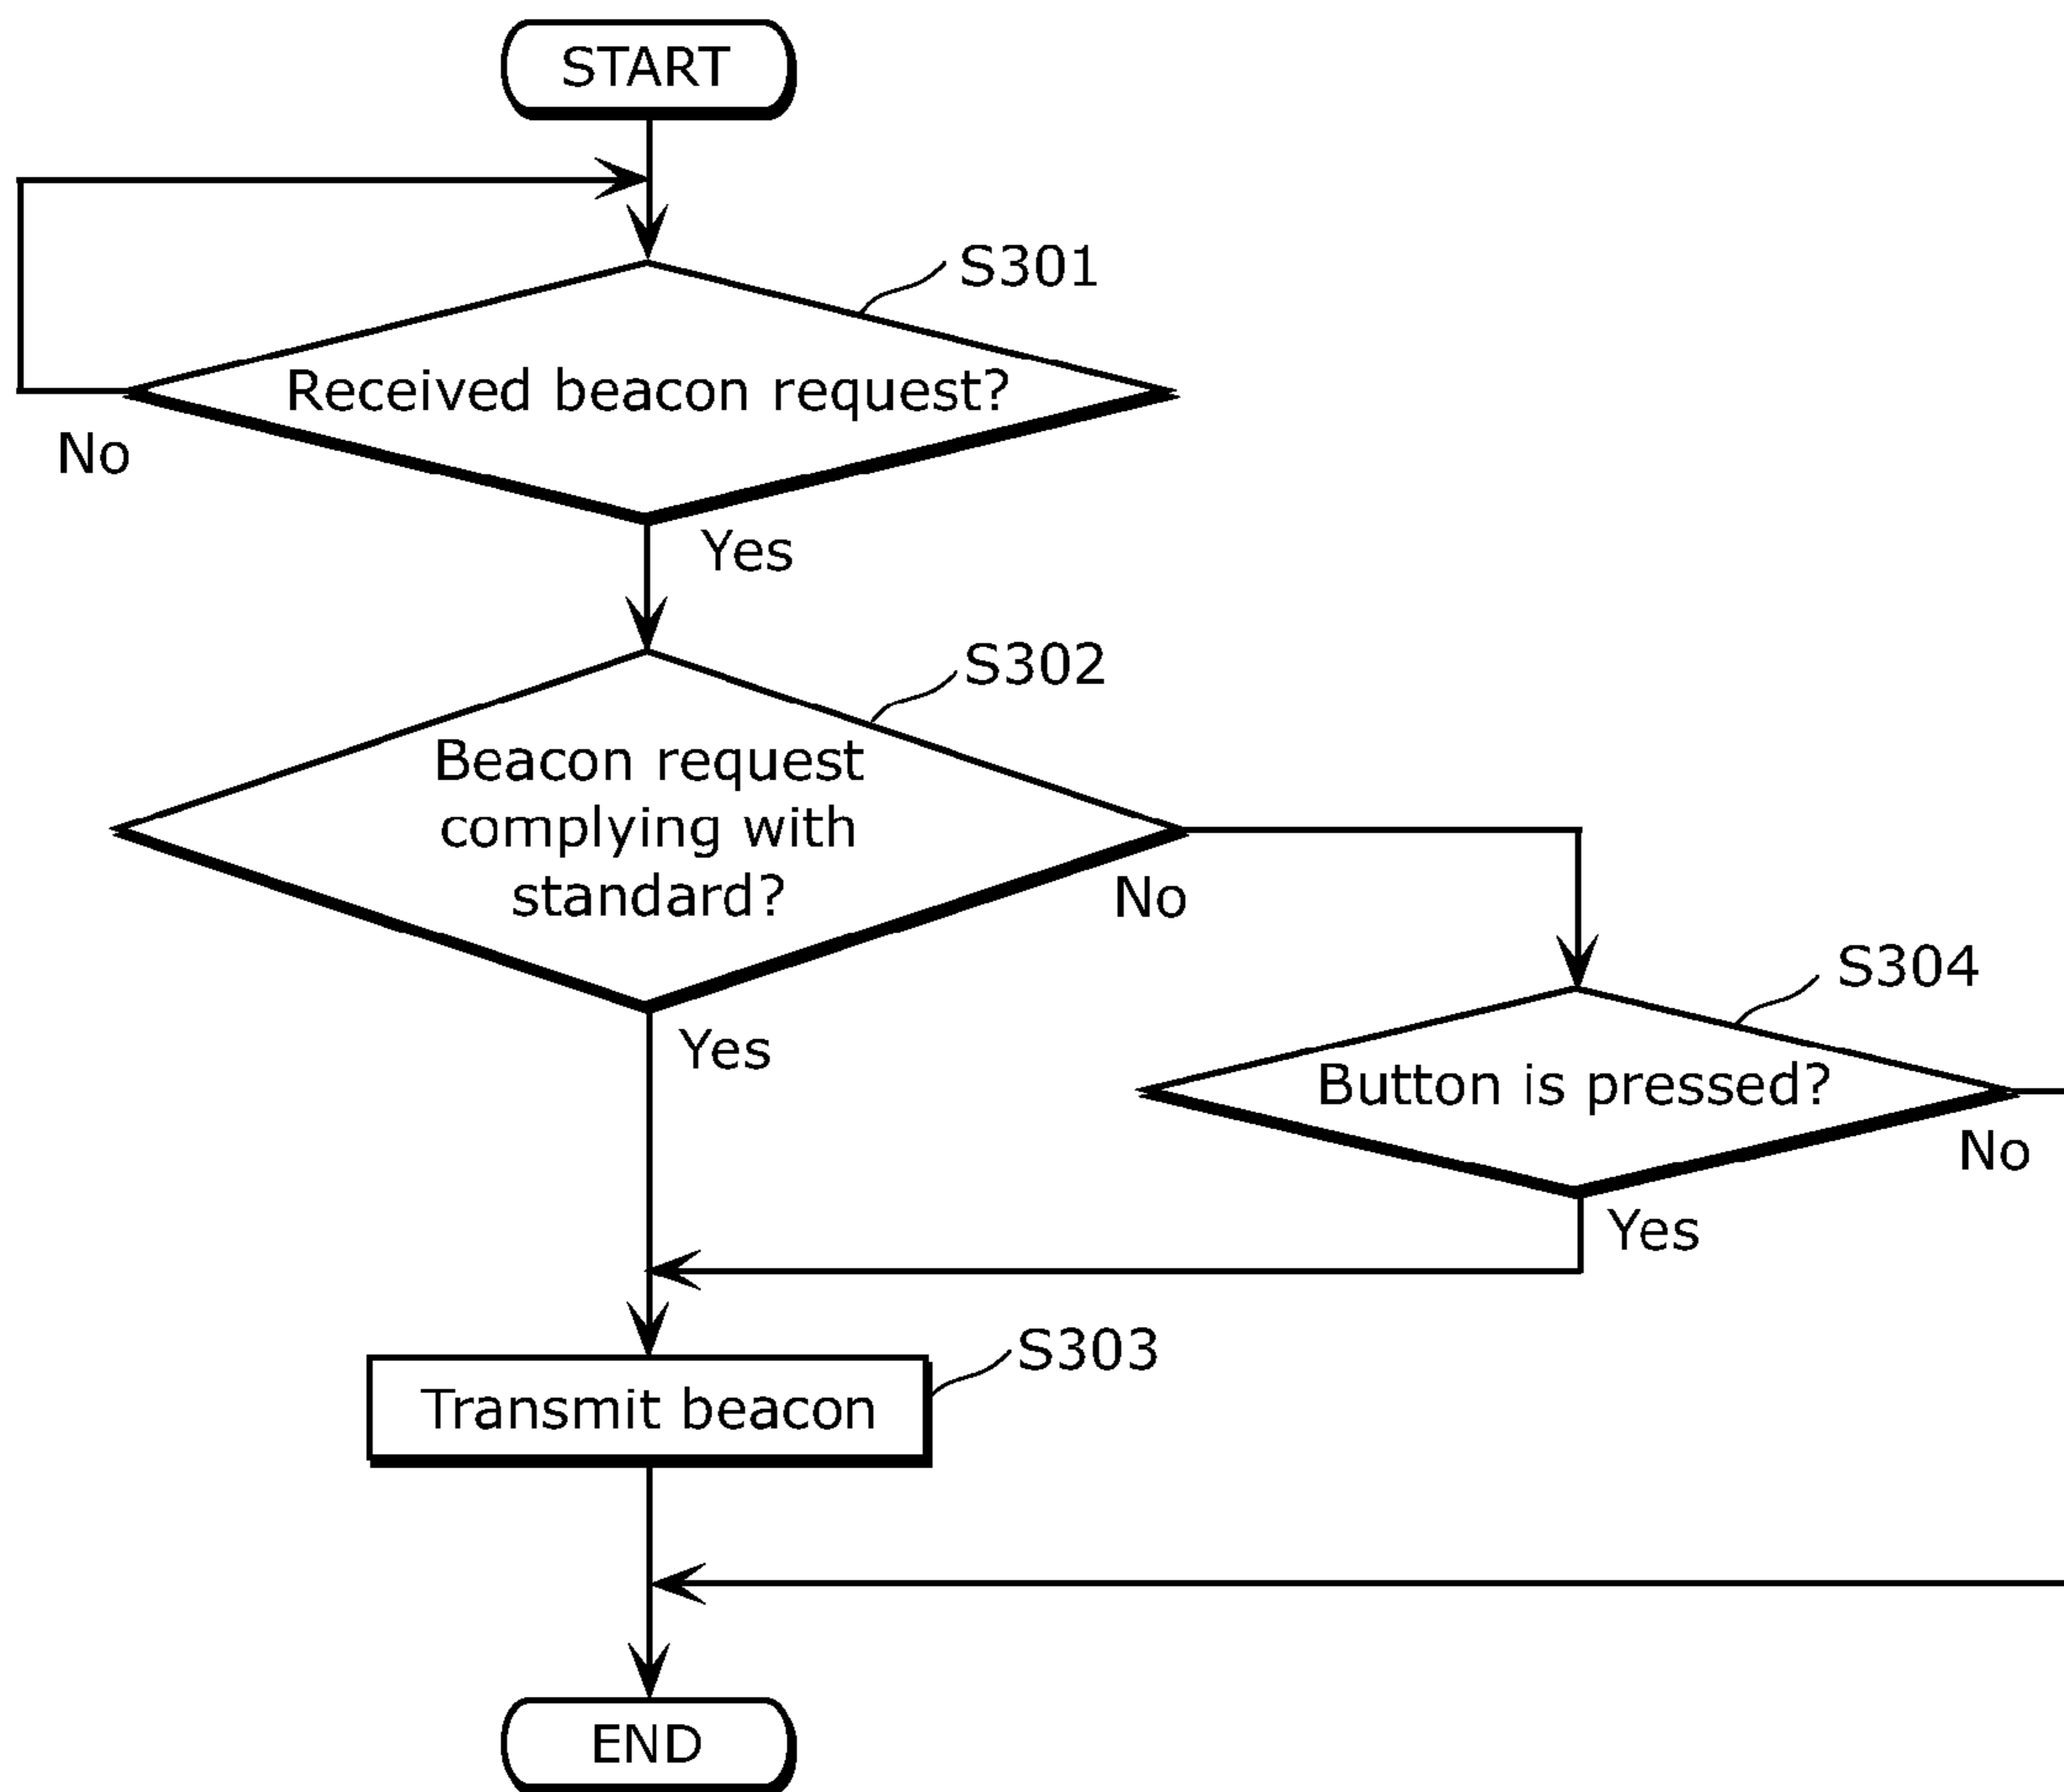 START
S301
Received beacon request?
No
Yes
S302
Beacon request
complying with
standard?
No
S304
Yes
Button is pressed?
No
Yes
S303
Transmit beacon
END